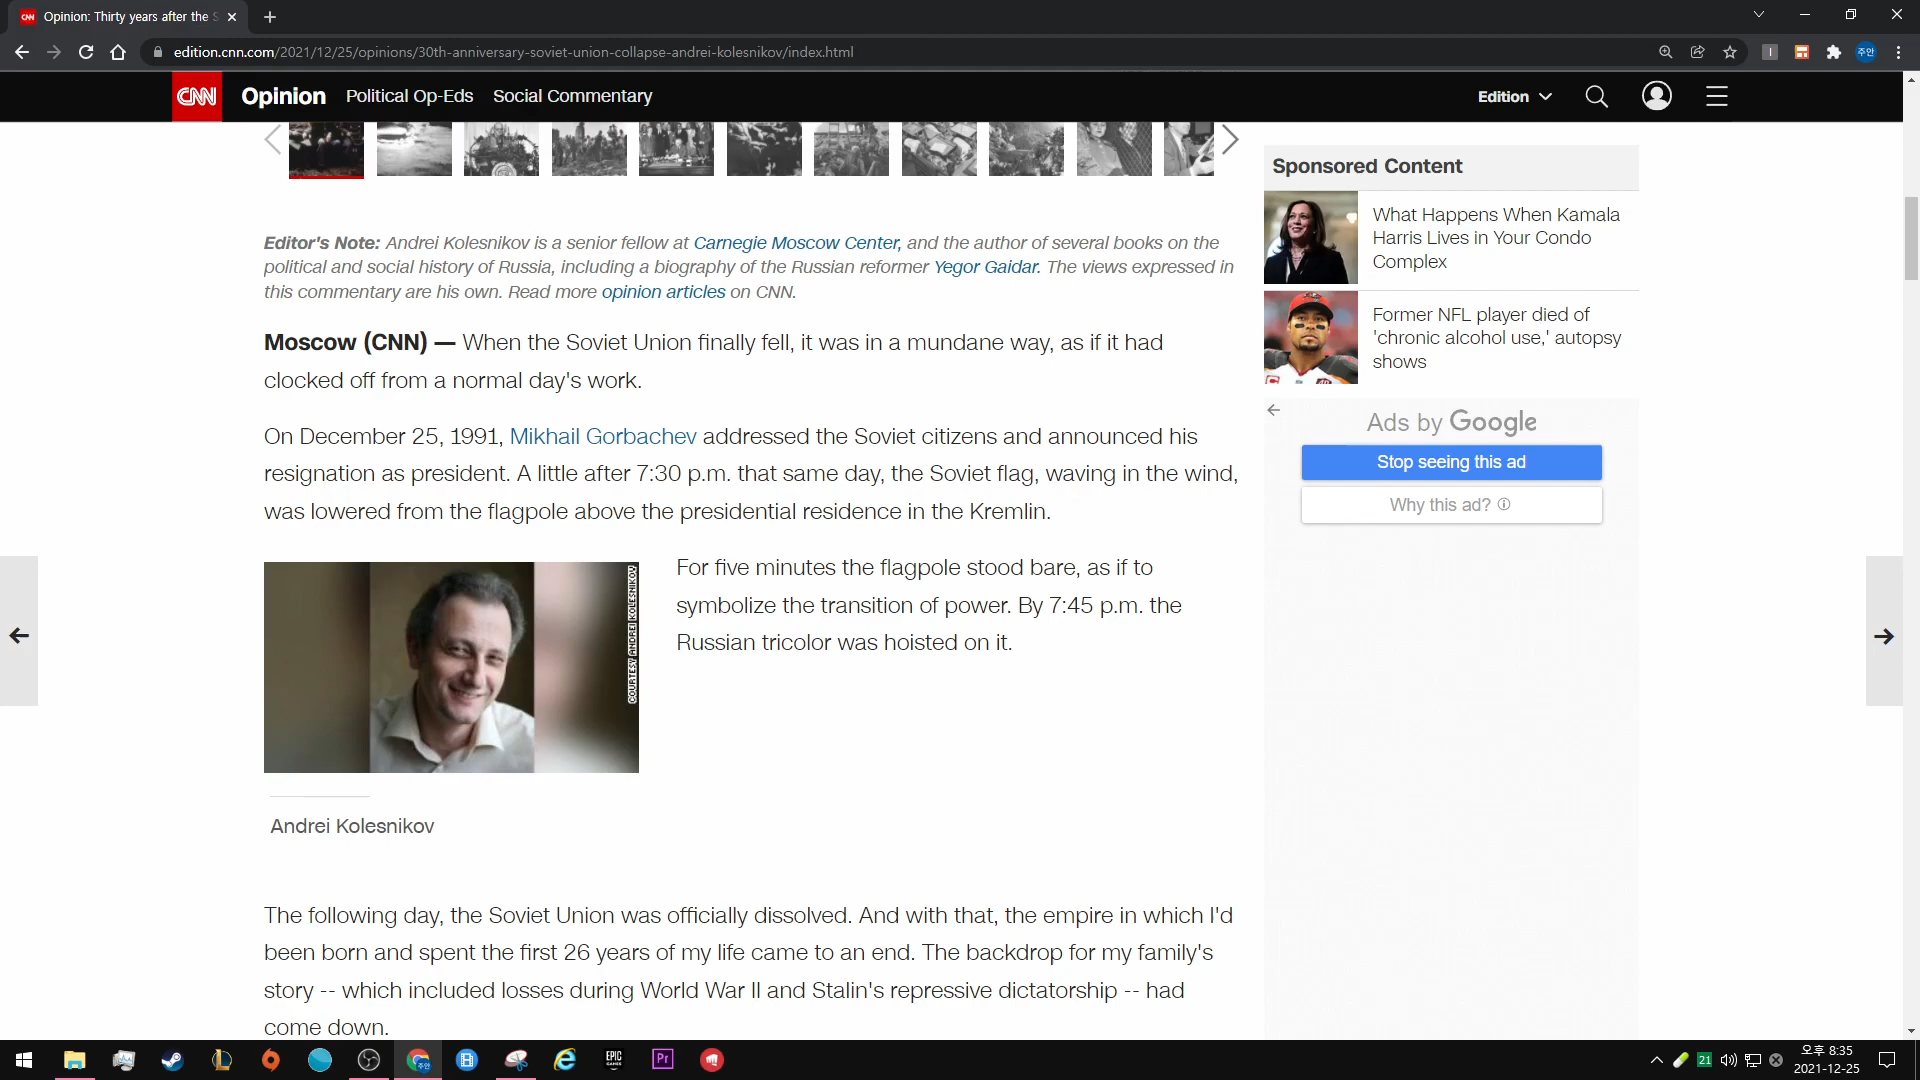 CNN Opinion: Thirty years after the S
edition.cnn.com/2021/12/25/opinions/30th-anniversary-soviet-union-collapse-andrei-kolesnikov/index.html
주안
CNN Opinion Political Op-Eds Social Commentary Edition
Editor's Note: Andrei Kolesnikov is a senior fellow at Carnegie Moscow Center, and the author of several books on the
political and social history of Russia, including a biography of the Russian reformer Yegor Gaidar. The views expressed in
this commentary are his own. Read more opinion articles on CNN.
Moscow (CNN) — When the Soviet Union finally fell, it was in a mundane way, as if it had
clocked off from a normal day's work.
On December 25, 1991, Mikhail Gorbachev addressed the Soviet citizens and announced his
resignation as president. A little after 7:30 p.m. that same day, the Soviet flag, waving in the wind,
was lowered from the flagpole above the presidential residence in the Kremlin.
COURTESY ANDREI KOLESNIKOV
For five minutes the flagpole stood bare, as if to
symbolize the transition of power. By 7:45 p.m. the
Russian tricolor was hoisted on it.
Andrei Kolesnikov
The following day, the Soviet Union was officially dissolved. And with that, the empire in which I'd
been born and spent the first 26 years of my life came to an end. The backdrop for my family's
story -- which included losses during World War II and Stalin's repressive dictatorship -- had
come down.
Sponsored Content
What Happens When Kamala
Harris Lives in Your Condo
Complex
Former NFL player died of
'chronic alcohol use,' autopsy
shows
Ads by Google
Stop seeing this ad
Why this ad?
주안
EPIC
GAMES
Pr
21
오후 8:35
2021-12-25